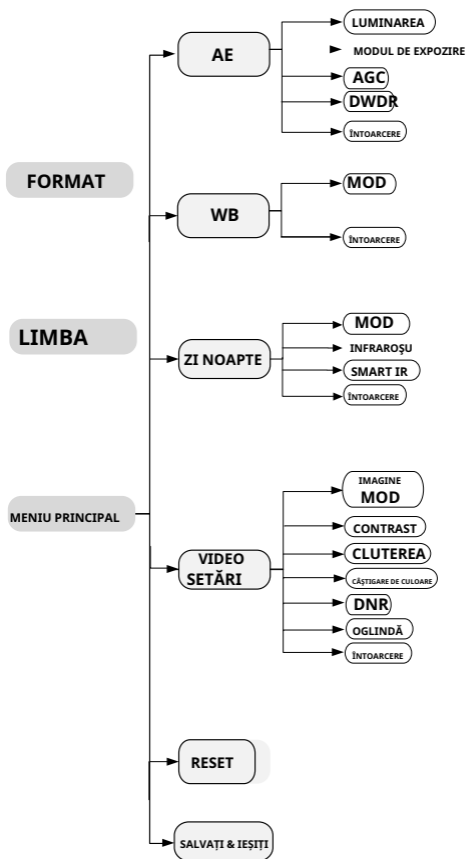 LUMINAREA
AE
MODUL DE EXPOZIRE
AGC
DWDR
ÎNTOARCERE
FORMAT
MOD
WB
ÎNTOARCERE
LIMBA
MOD
ZI NOAPTE
INFRAROŞU
SMART IR
ÎNTOARCERE
MENIU PRINCIPAL
IMAGINE
MOD
CONTRAST
VIDEO
SETĂRI
CLUTEREA
CÂŞTIGARE DE CULOARE
DNR
OGLINDĂ
ÎNTOARCERE
RESET
SALVAȚI & IEȘIȚI